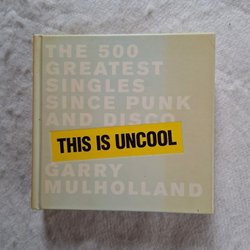 THE 500
GREATEST
SINGLES
SINCE PUNK
AND DISCO
THIS IS UNCOOL
GARRY
MULHOLLAND